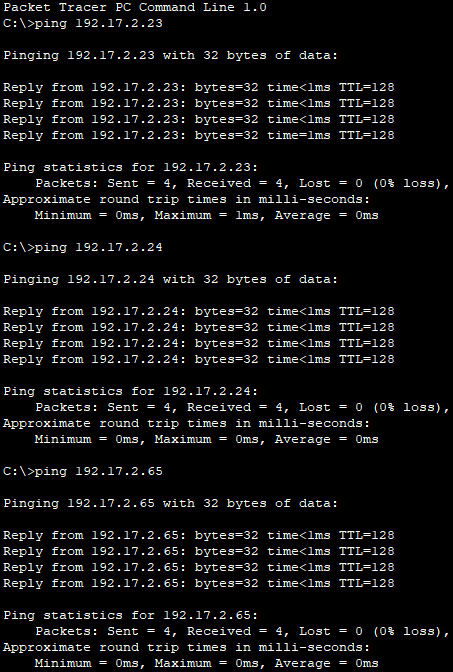 Packet Tracer PC Command Line 1.0
C:\>ping 192.17.2.23
Pinging 192.17.2.23 with 32 bytes of data:
Reply from 192.17.2.23: bytes=32 time<1ms TTL=128
Reply from 192.17.2.23: bytes=32 time<1ms TTL=128
Reply from 192.17.2.23: bytes=32 time<1ms TTL=128
Reply from 192.17.2.23: bytes=32 time=1ms TTL=128
Ping statistics for 192.17.2.23:
    Packets: Sent = 4, Received = 4, Lost = 0 (0% loss),
Approximate round trip times in milli-seconds:
    Minimum = 0ms, Maximum = 1ms, Average = 0ms
C:\>ping 192.17.2.24
Pinging 192.17.2.24 with 32 bytes of data:
Reply from 192.17.2.24: bytes=32 time<1ms TTL=128
Reply from 192.17.2.24: bytes=32 time<1ms TTL=128
Reply from 192.17.2.24: bytes=32 time<1ms TTL=128
Reply from 192.17.2.24: bytes=32 time<1ms TTL=128
Ping statistics for 192.17.2.24:
    Packets: Sent = 4, Received = 4, Lost = 0 (0% loss),
Approximate round trip times in milli-seconds:
    Minimum = 0ms, Maximum = 0ms, Average = 0ms
C:\>ping 192.17.2.65
Pinging 192.17.2.65 with 32 bytes of data:
Reply from 192.17.2.65: bytes=32 time<1ms TTL=128
Reply from 192.17.2.65: bytes=32 time<1ms TTL=128
Reply from 192.17.2.65: bytes=32 time<1ms TTL=128
Reply from 192.17.2.65: bytes=32 time<1ms TTL=128
Ping statistics for 192.17.2.65:
    Packets: Sent = 4, Received = 4, Lost = 0 (0% loss),
Approximate round trip times in milli-seconds:
    Minimum = 0ms, Maximum = 0ms, Average = 0ms